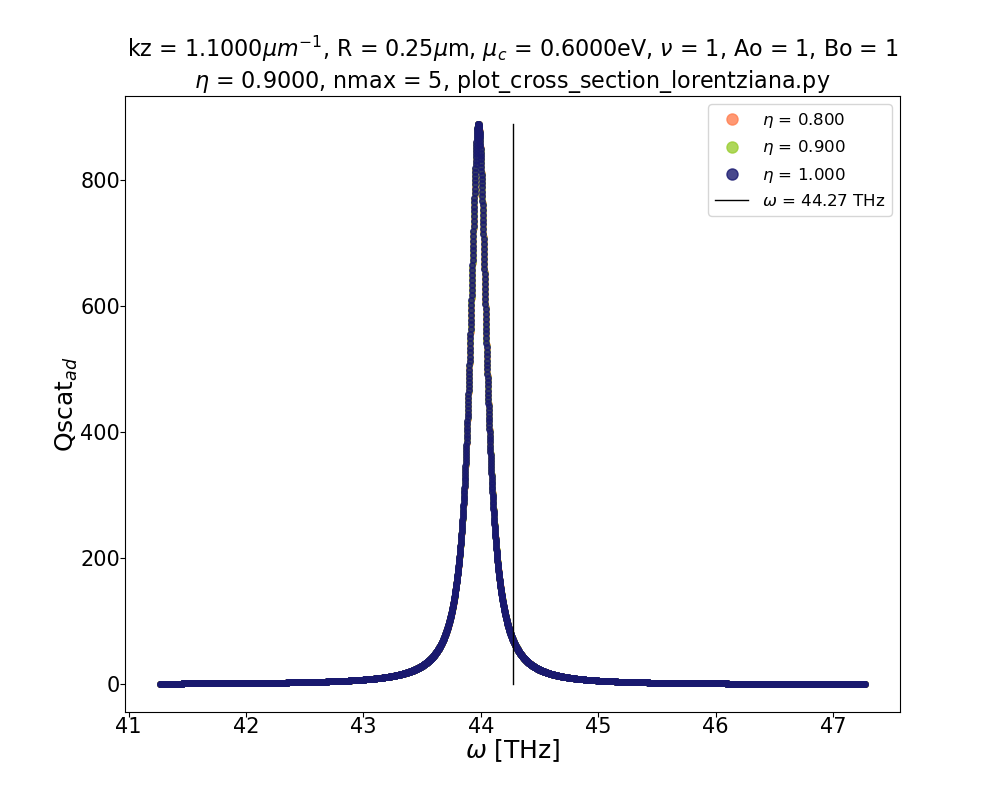 kz = 1.1000μm⁻¹, R = 0.25μm, μ_c = 0.6000eV, ν = 1, Ao = 1, Bo = 1
η = 0.9000, nmax = 5, plot_cross_section_lorentziana.py
η = 0.800
η = 0.900
η = 1.000
ω = 44.27 THz
Qscat_ad
800
600
400
200
0
41 42 43 44 45 46 47
ω [THz]